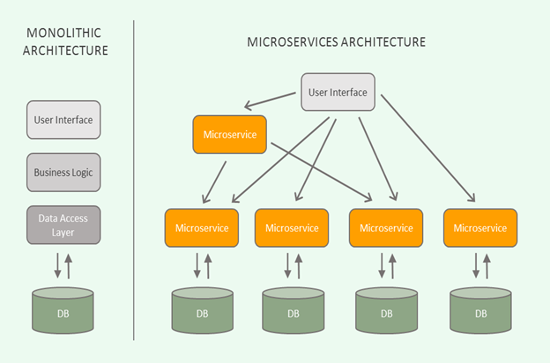 MONOLITHIC
ARCHITECTURE
User Interface
Business Logic
Data Access
Layer
DB
MICROSERVICES ARCHITECTURE
User Interface
Microservice
Microservice
Microservice
Microservice
Microservice
DB
DB
DB
DB